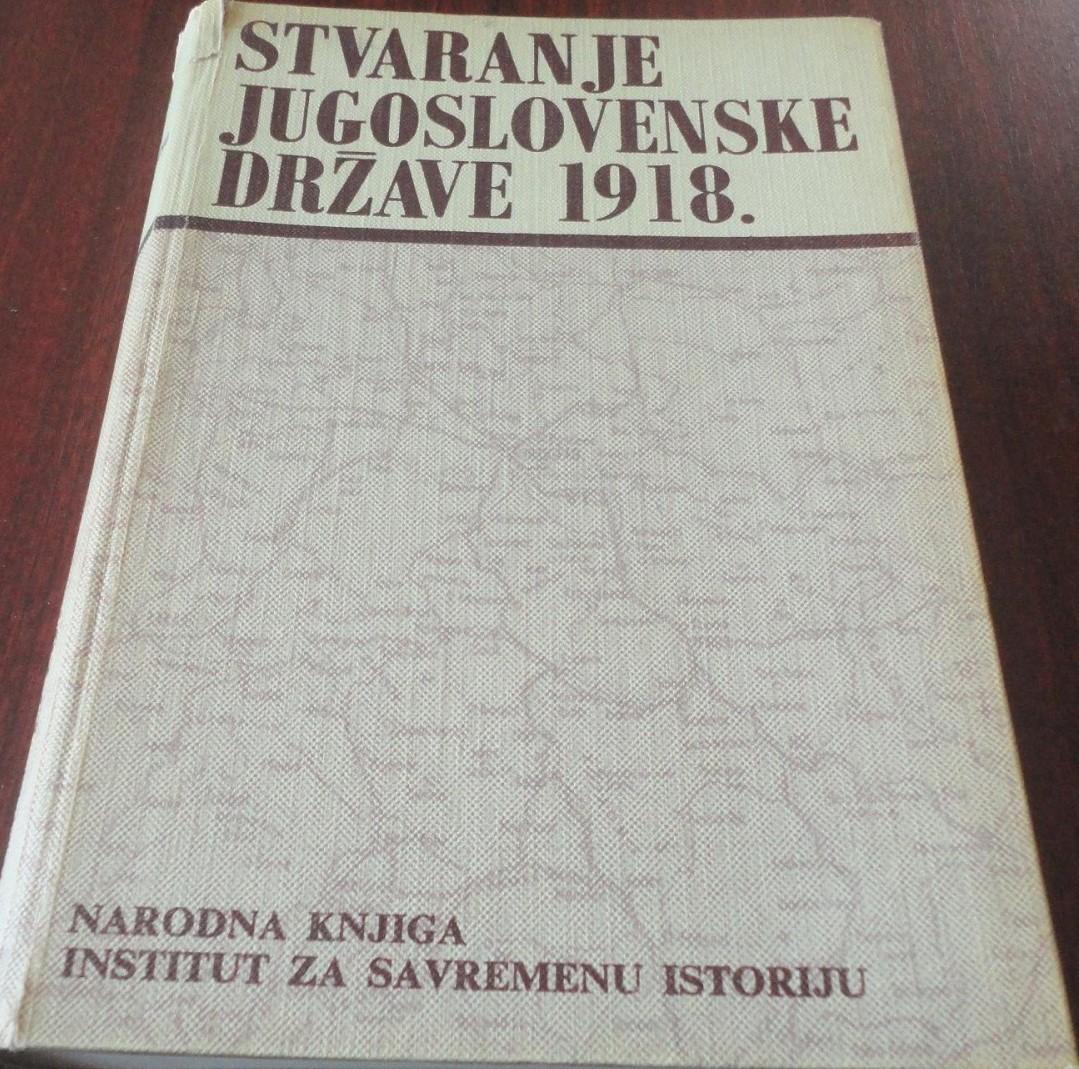 STVARANJE
JUGOSLOVENSKE
DRŽAVE 1918.
NARODNA KNJIGA
INSTITUT ZA SAVREMENU ISTORIJU